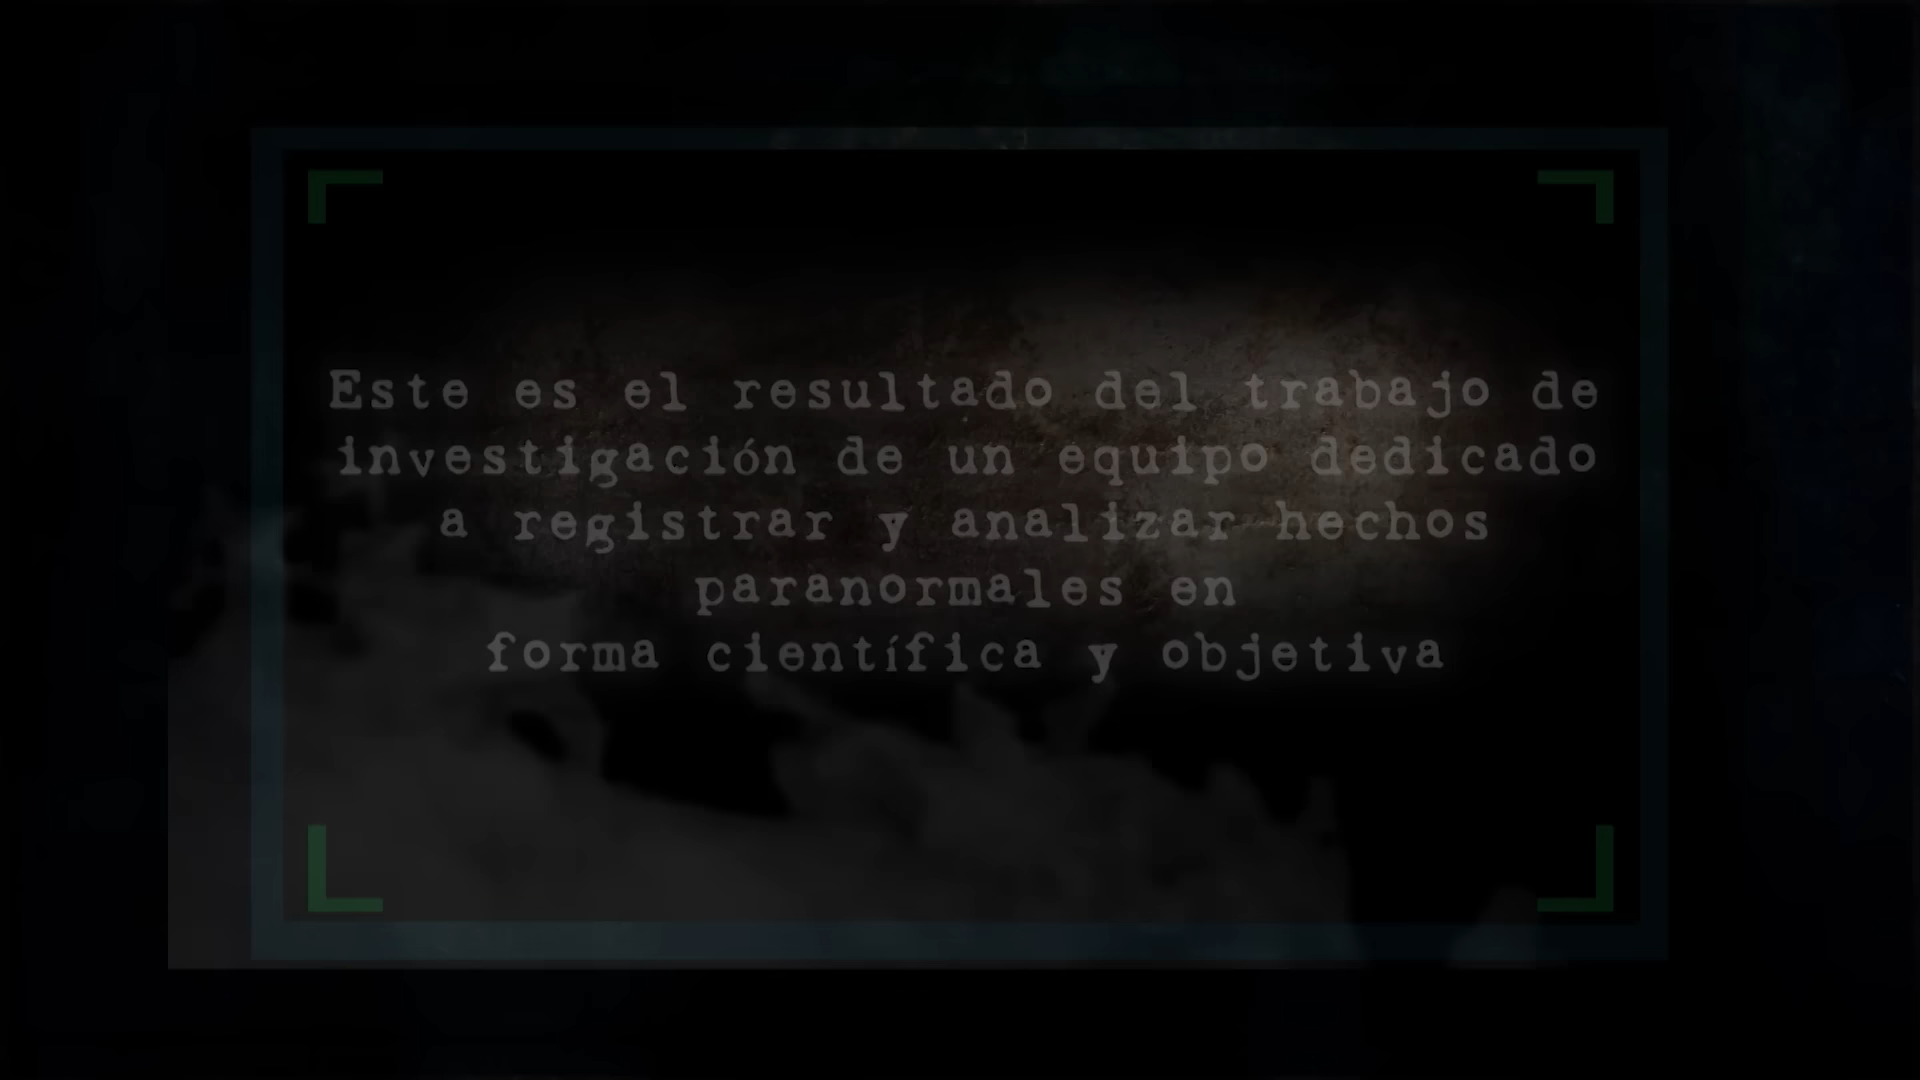 Este es el resultado del trabajo de
investigación de un equipo dedicado
a registrar y analizar hechos
paranormales en
forma científica y objetiva